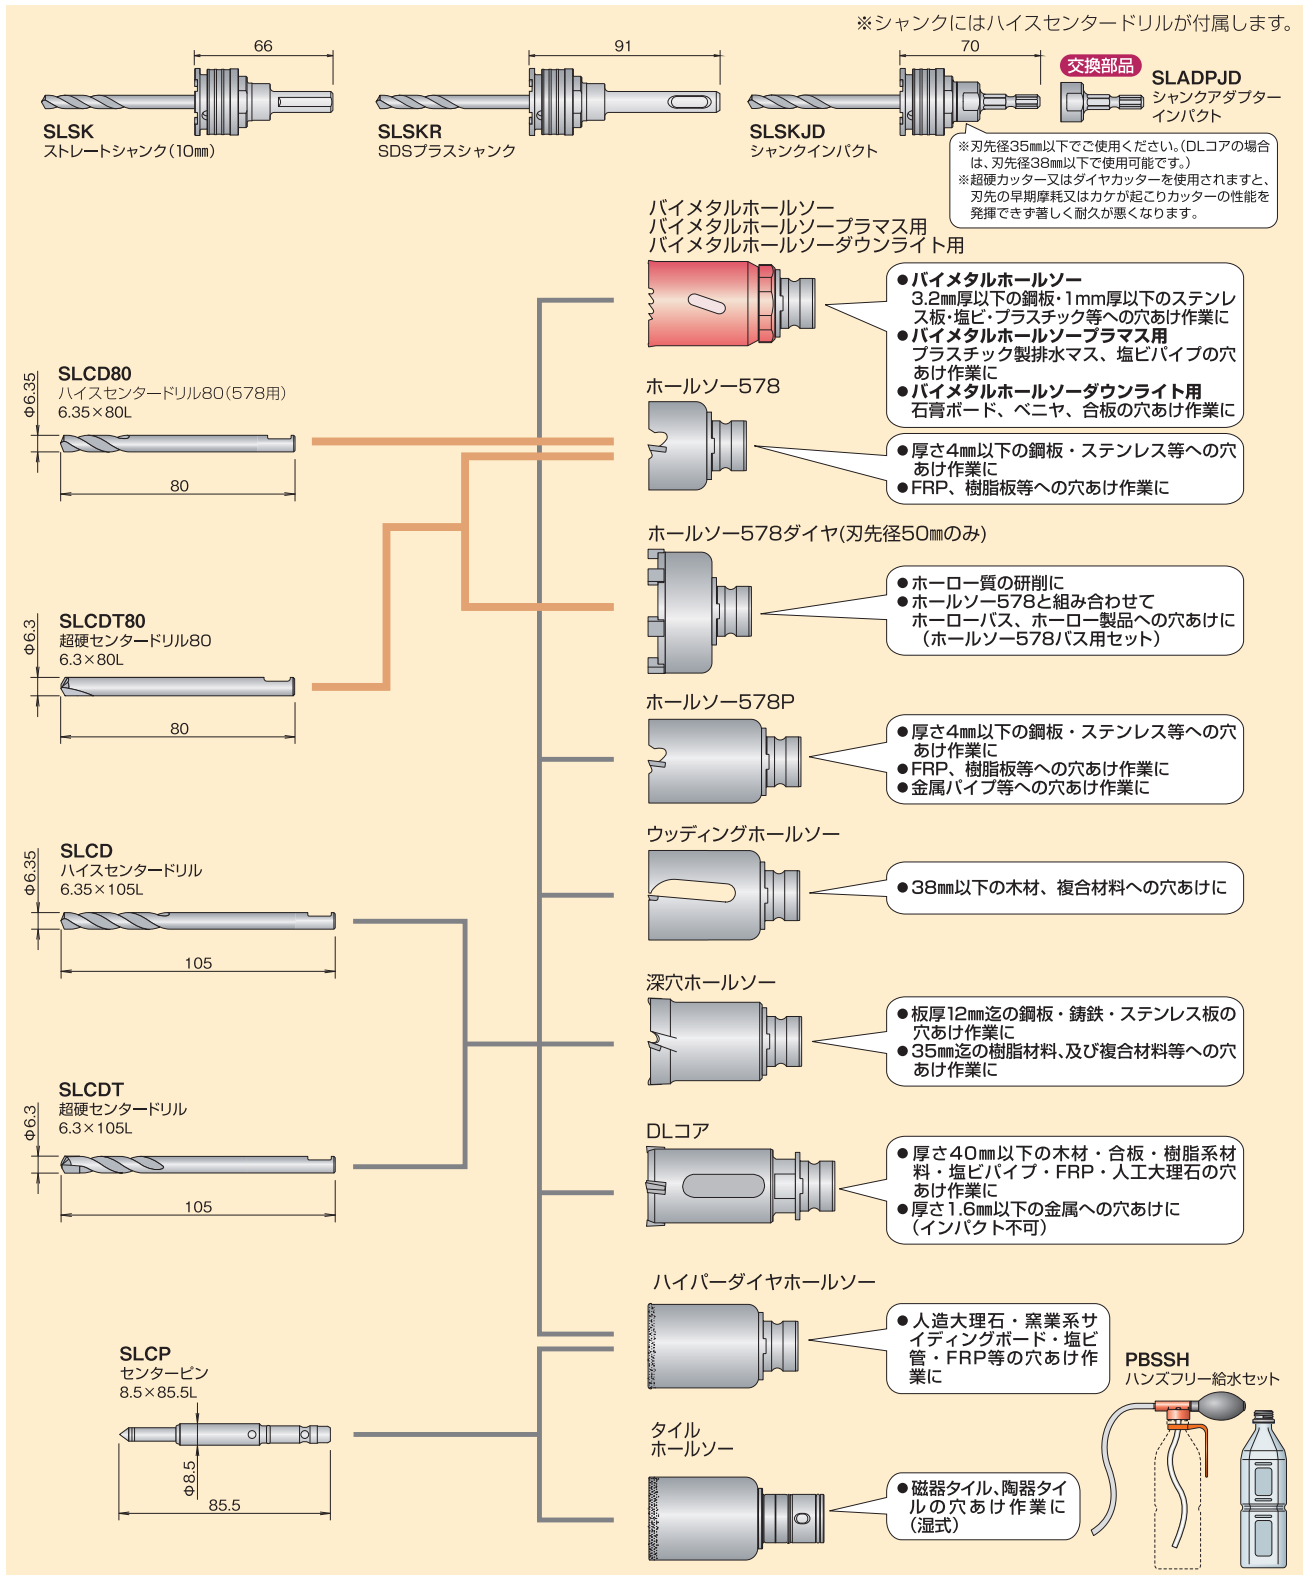 ※シャンクにはハイスセンタードリルが付属します。
66
SLSK
ストレートシャンク(10㎜)
91
SLSKR
SDSプラスシャンク
70
SLSKJD
シャンクインパクト
交換部品
SLADPJD
シャンクアダプター
インパクト
※刃先径35㎜以下でご使用ください。(DLコアの場合
は、刃先径38㎜以下で使用可能です。)
※超硬カッター又はダイヤカッターを使用されますと、
刃先の早期摩耗又はカケが起こりカッターの性能を
発揮できず著しく耐久が悪くなります。
バイメタルホールソー
バイメタルホールソープラマス用
バイメタルホールソーダウンライト用
●バイメタルホールソー
3.2㎜厚以下の鋼板・1mm厚以下のステンレ
ス板・塩ビ・プラスチック等への穴あけ作業に
●バイメタルホールソープラマス用
プラスチック製排水マス、塩ビパイプの穴
あけ作業に
●バイメタルホールソーダウンライト用
石膏ボード、ベニヤ、合板の穴あけ作業に
SLCD80
ハイスセンタードリル80(578用)
6.35×80L
Φ6.35
80
ホールソー578
●厚さ4㎜以下の鋼板・ステンレス等への穴
あけ作業に
●FRP、樹脂板等への穴あけ作業に
ホールソー578ダイヤ(刃先径50㎜のみ)
●ホーロー質の研削に
●ホールソー578と組み合わせて
ホーローバス、ホーロー製品への穴あけに
(ホールソー578バス用セット)
SLCDT80
超硬センタードリル80
6.3×80L
Φ6.3
80
ホールソー578P
●厚さ4㎜以下の鋼板・ステンレス等への穴
あけ作業に
●FRP、樹脂板等への穴あけ作業に
●金属パイプ等への穴あけ作業に
SLCD
ハイスセンタードリル
6.35×105L
Φ6.35
105
ウッディングホールソー
●38㎜以下の木材、複合材料への穴あけに
深穴ホールソー
●板厚12㎜迄の鋼板・鋳鉄・ステンレス板の
穴あけ作業に
●35㎜迄の樹脂材料、及び複合材料等への穴
あけ作業に
SLCDT
超硬センタードリル
6.3×105L
Φ6.3
105
DLコア
●厚さ40㎜以下の木材・合板・樹脂系材
料・塩ビパイプ・FRP・人工大理石の穴
あけ作業に
●厚さ1.6㎜以下の金属への穴あけに
(インパクト不可)
ハイパーダイヤホールソー
●人造大理石・窯業系サ
イディングボード・塩ビ
管・FRP等の穴あけ作
業に
SLCP
センターピン
8.5×85.5L
Φ8.5
85.5
PBSSH
ハンズフリー給水セット
タイル
ホールソー
●磁器タイル、陶器タイ
ルの穴あけ作業に
(湿式)